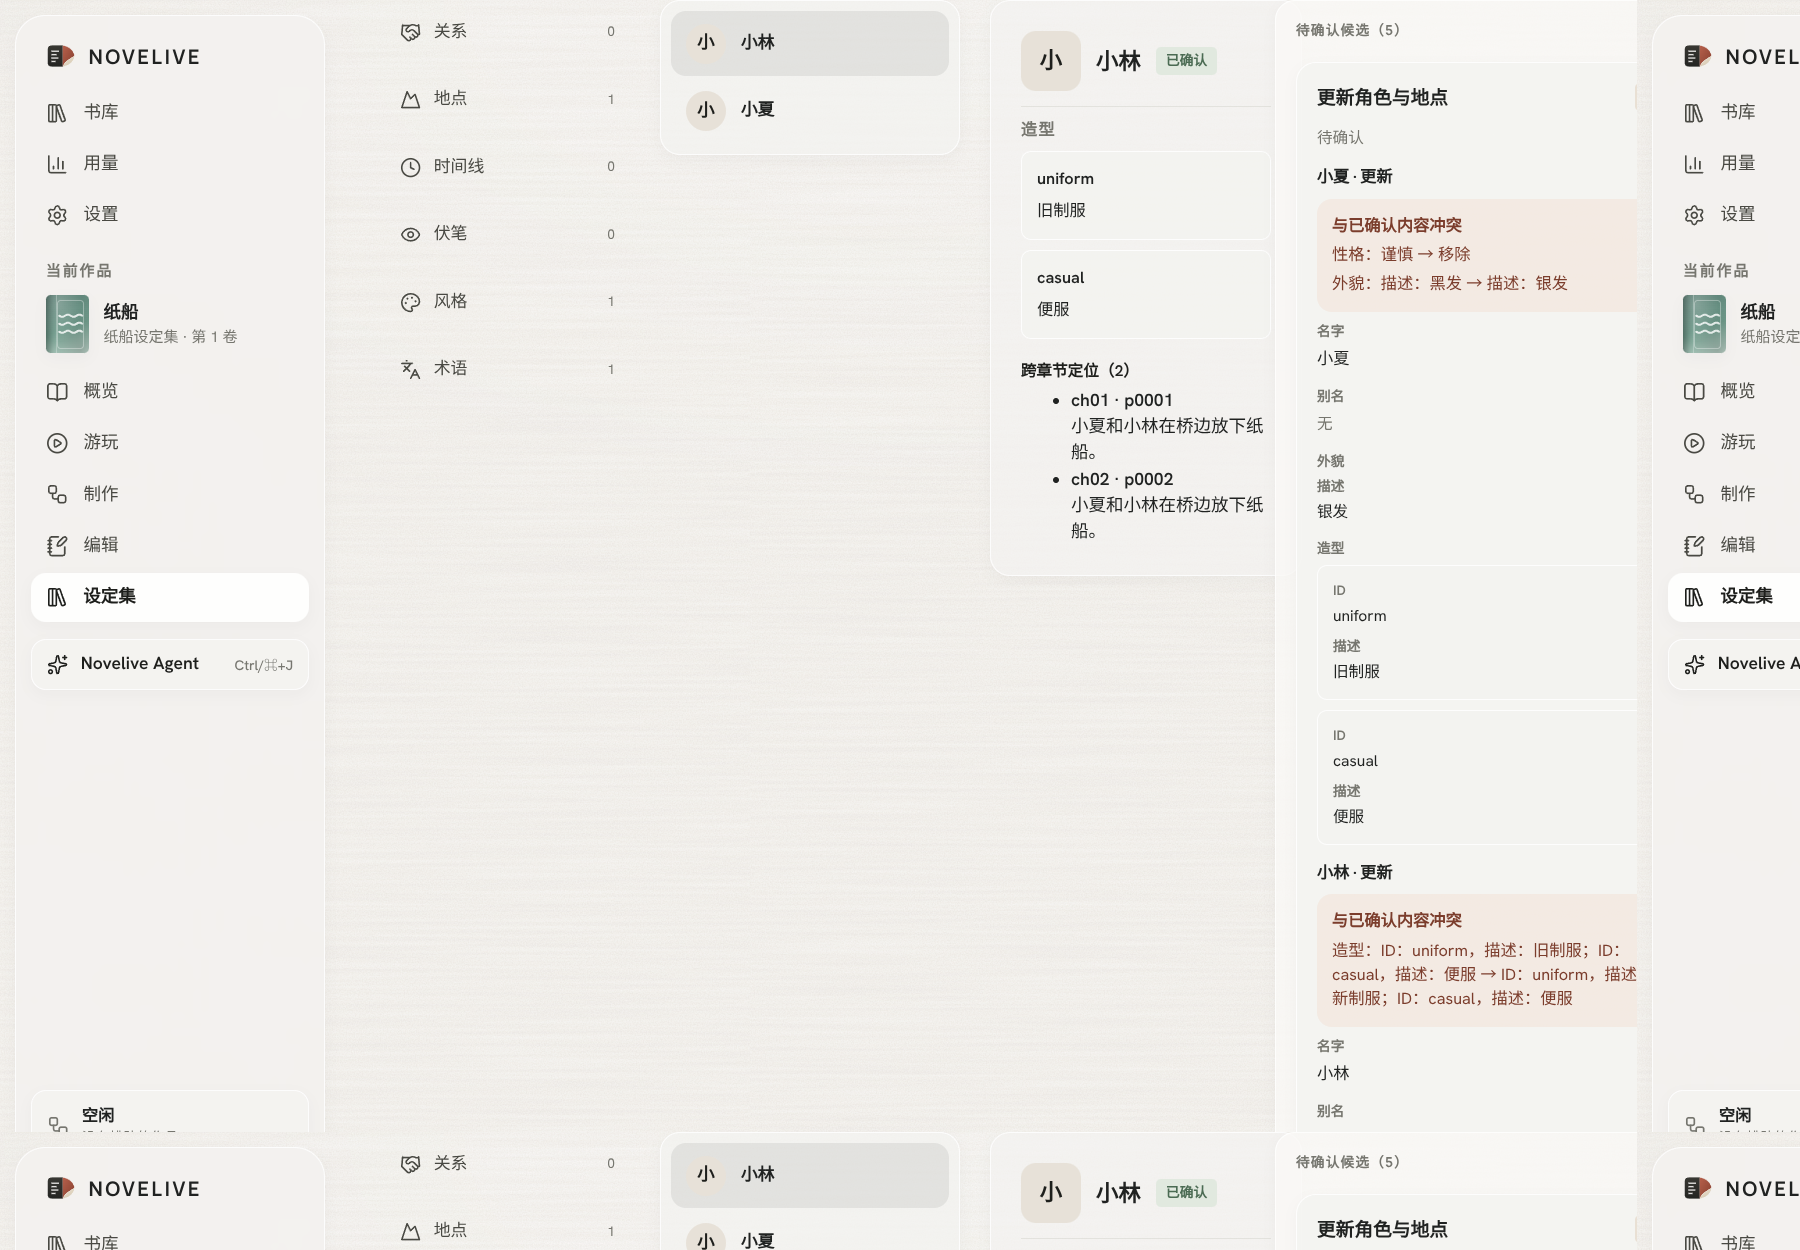 NOVELIVE
书库
用量
设置
当前作品
纸船
纸船设定集 · 第 1 卷
概览
游玩
制作
编辑
设定集
Novelive Agent Ctrl/⌘+J
空闲
关系 0
地点 1
时间线 0
伏笔 0
风格 1
术语 1
小 小林
小 小夏
小 小林 已确认
造型
uniform
旧制服
casual
便服
跨章节定位（2）
ch01 · p0001
小夏和小林在桥边放下纸
船。
ch02 · p0002
小夏和小林在桥边放下纸
船。
待确认候选（5）
更新角色与地点
待确认
小夏 · 更新
与已确认内容冲突
性格：谨慎 → 移除
外貌：描述：黑发 → 描述：银发
名字
小夏
别名
无
外貌
描述
银发
造型
ID
uniform
描述
旧制服
ID
casual
描述
便服
小林 · 更新
与已确认内容冲突
造型：ID：uniform，描述：旧制服；ID：
casual，描述：便服 → ID：uniform，描述
新制服；ID：casual，描述：便服
名字
小林
别名
NOVEL
书库
用量
设置
当前作品
纸船
纸船设定
概览
游玩
制作
编辑
设定集
Novelive A
空闲
NOVELIVE
书库
关系 0
地点 1
小 小林
小 小夏
小 小林 已确认
待确认候选（5）
更新角色与地点
NOVEL
书库